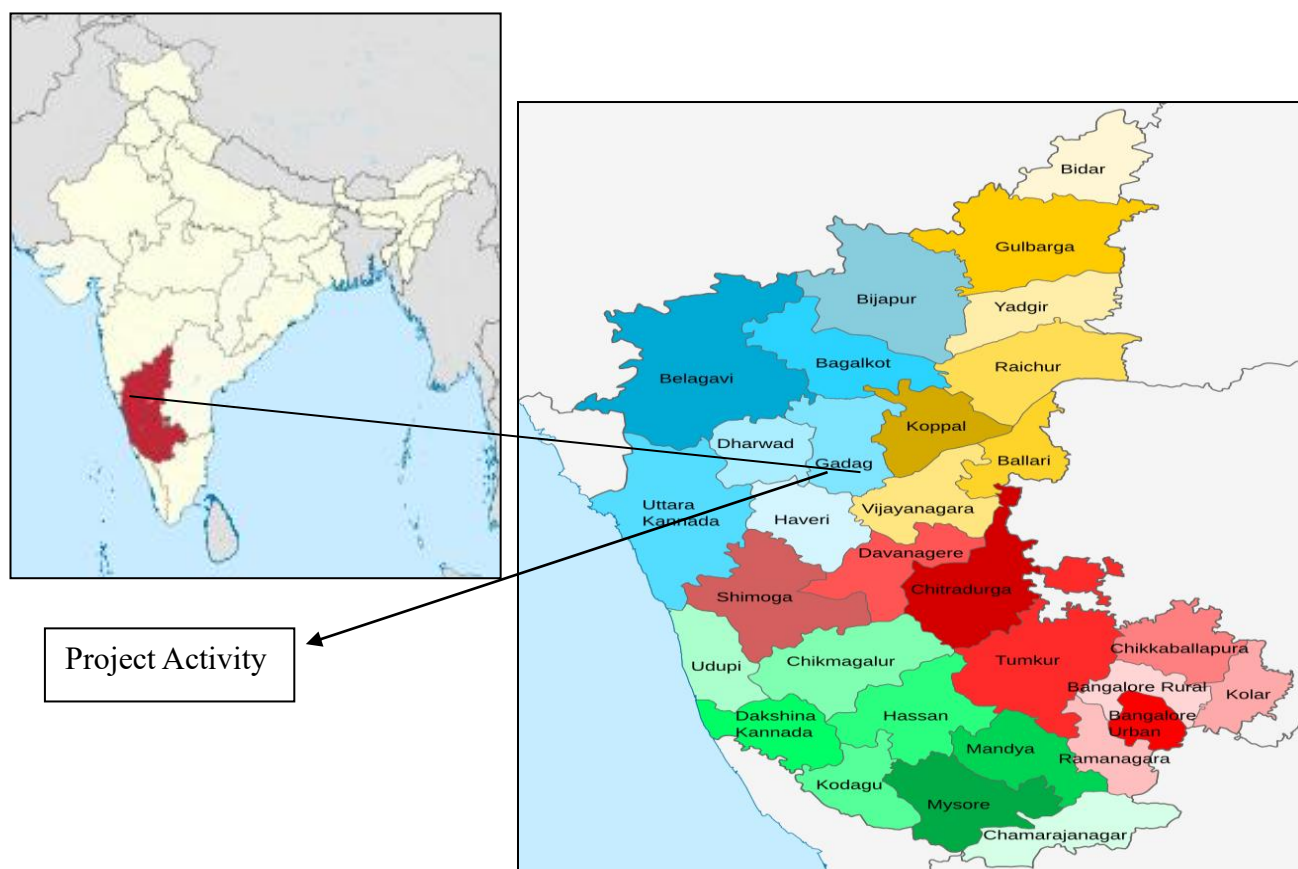 Bidar
Gulbarga
Bijapur
Yadgir
Bagalkot
Raichur
Belagavi
Koppal
Dharwad
Gadag
Ballari
Uttara
Kannada
Haveri
Vijayanagara
Davanagere
Chitradurga
Shimoga
Project Activity
Udupi
Chikmagalur
Tumkur
Chikkaballapura
Bangalore Rural
Kolar
Dakshina
Kannada
Hassan
Bangalore
Urban
Mandya
Ramanagara
Kodagu
Mysore
Chamarajanagar